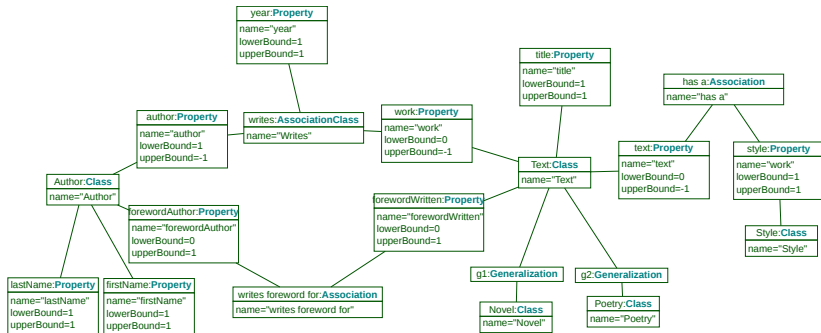 year:Property
name="year"
lowerBound=1
upperBound=1
title:Property
name="title"
lowerBound=1
upperBound=1
has a:Association
name="has a"
author:Property
name="author"
lowerBound=1
upperBound=-1
writes:AssociationClass
name="Writes"
work:Property
name="work"
lowerBound=0
upperBound=-1
text:Property
name="text"
lowerBound=0
upperBound=-1
style:Property
name="work"
lowerBound=1
upperBound=1
Text:Class
name="Text"
Author:Class
name="Author"
forewordAuthor:Property
name="forewordAuthor"
lowerBound=0
upperBound=1
forewordWritten:Property
name="forewordWritten"
lowerBound=0
upperBound=1
Style:Class
name="Style"
lastName:Property
name="lastName"
lowerBound=1
upperBound=1
firstName:Property
name="firstName"
lowerBound=1
upperBound=1
writes foreword for:Association
name="writes foreword for"
g1:Generalization
g2:Generalization
Novel:Class
name="Novel"
Poetry:Class
name="Poetry"